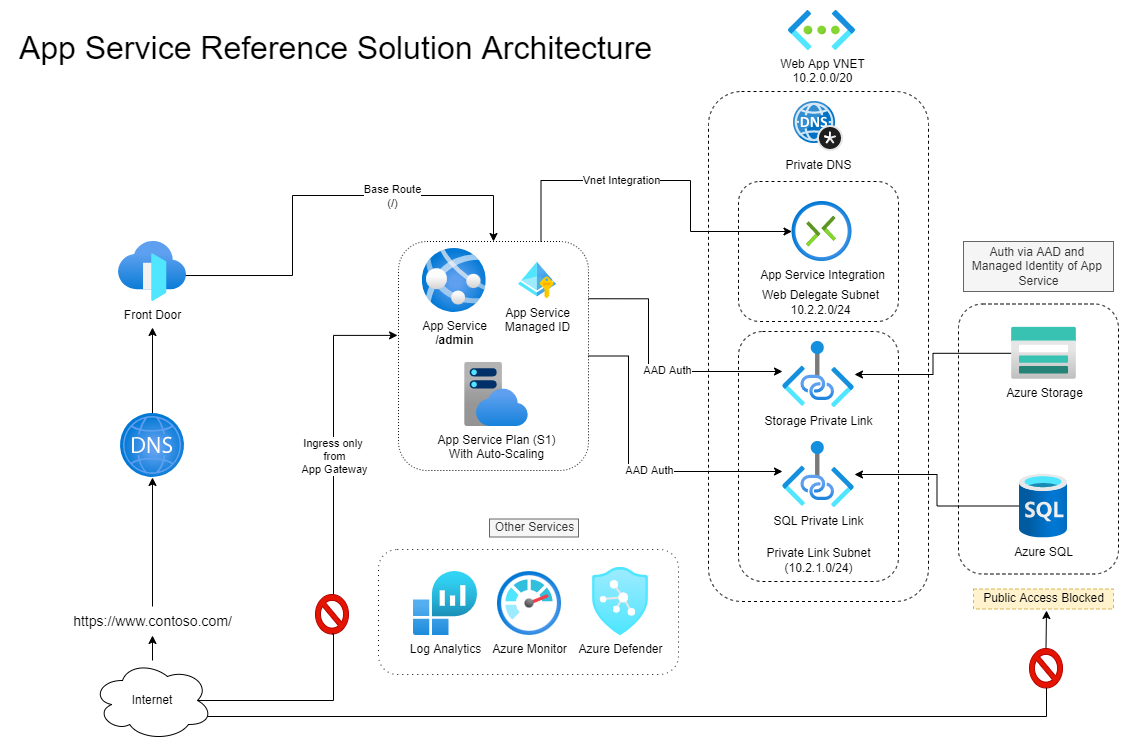 App Service Reference Solution Architecture
Web App VNET
10.2.0.0/20
DNS
*
Private DNS
Base Route
(/)
Vnet Integration
App Service Integration
Web Delegate Subnet
10.2.2.0/24
Auth via AAD and
Managed Identity of App
Service
Front Door
App Service
/admin
App Service
Managed ID
AAD Auth
Storage Private Link
Azure Storage
DNS
Ingress only
from
App Gateway
App Service Plan (S1)
With Auto-Scaling
AAD Auth
SQL Private Link
SQL
Azure SQL
Private Link Subnet
(10.2.1.0/24)
Other Services
Log Analytics
Azure Monitor
Azure Defender
Public Access Blocked
https://www.contoso.com/
Internet